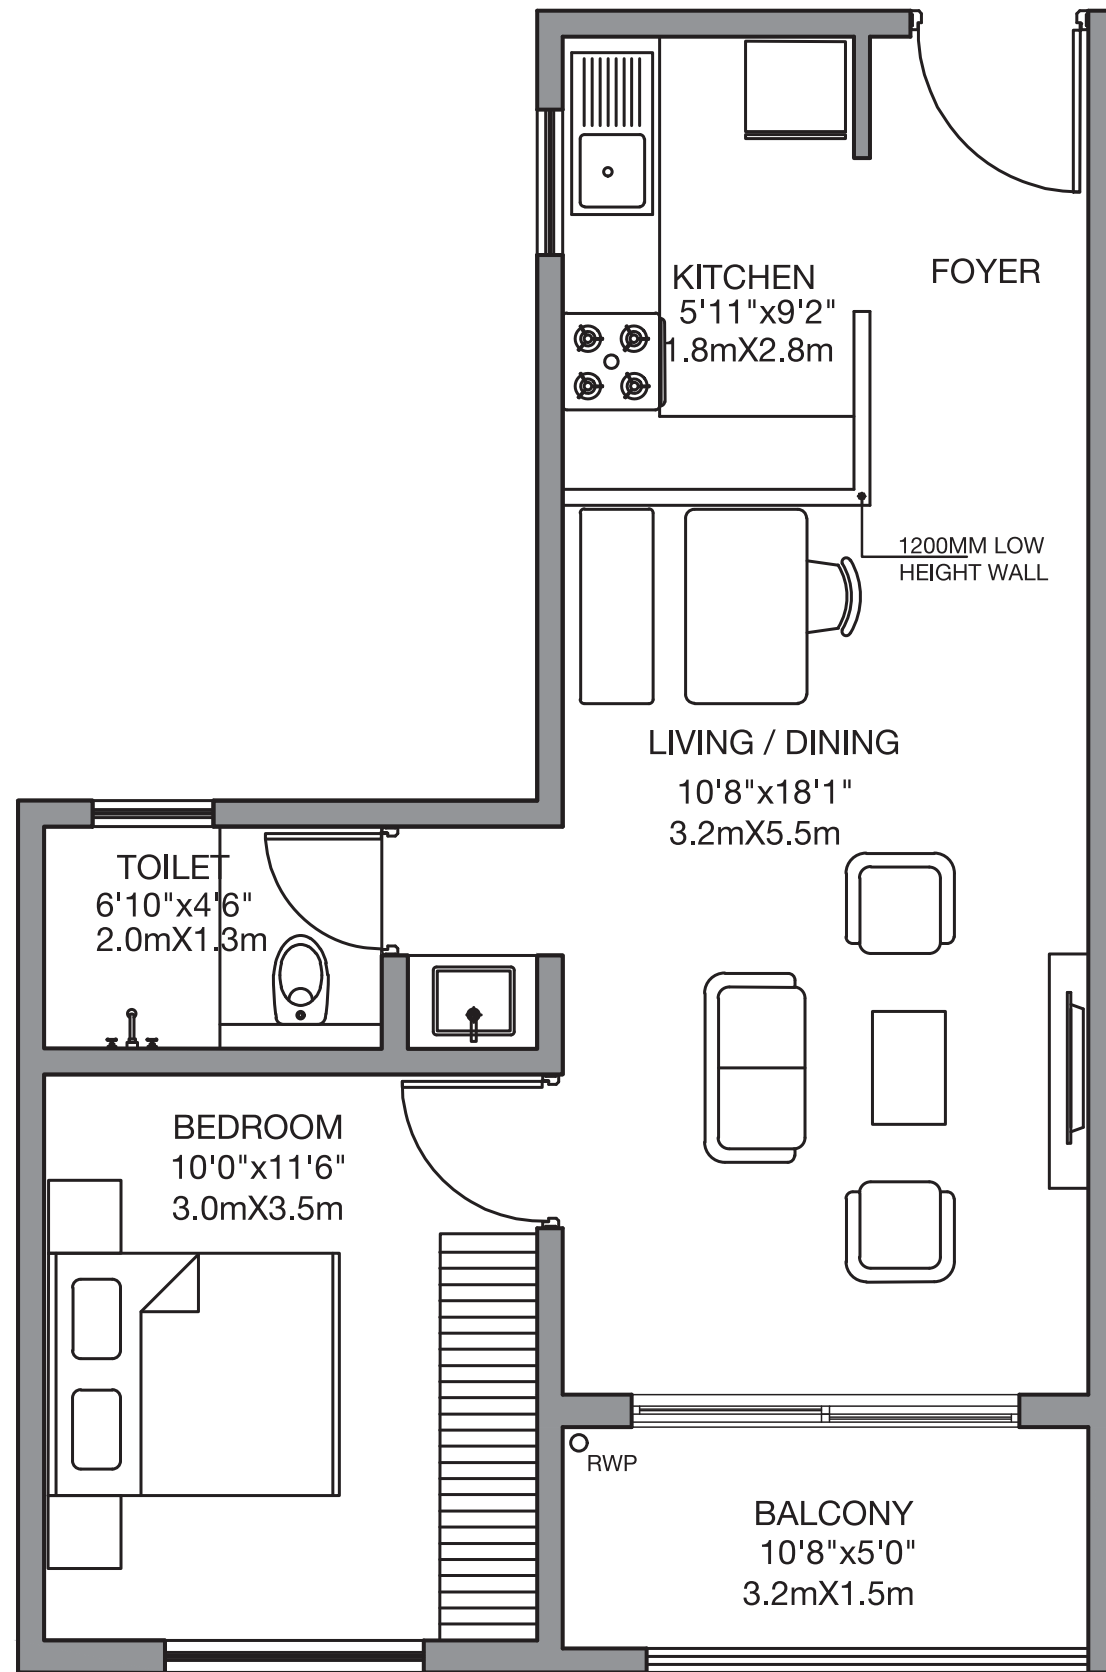 KITCHEN
5'11"x9'2"
1.8mX2.8m
FOYER
1200MM LOW
HEIGHT WALL
LIVING / DINING
10'8"x18'1"
3.2mX5.5m
TOILET
6'10"x4'6"
2.0mX1.3m
BEDROOM
10'0"x11'6"
3.0mX3.5m
RWP
BALCONY
10'8"x5'0"
3.2mX1.5m